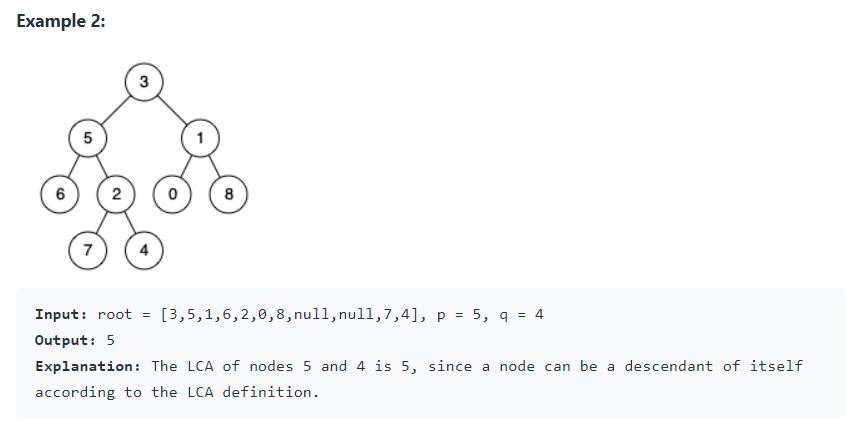 Example 2:
3
5 1
6 2 0 8
7 4
Input: root = [3,5,1,6,2,0,8,null,null,7,4], p = 5, q = 4
Output: 5
Explanation: The LCA of nodes 5 and 4 is 5, since a node can be a descendant of itself
according to the LCA definition.